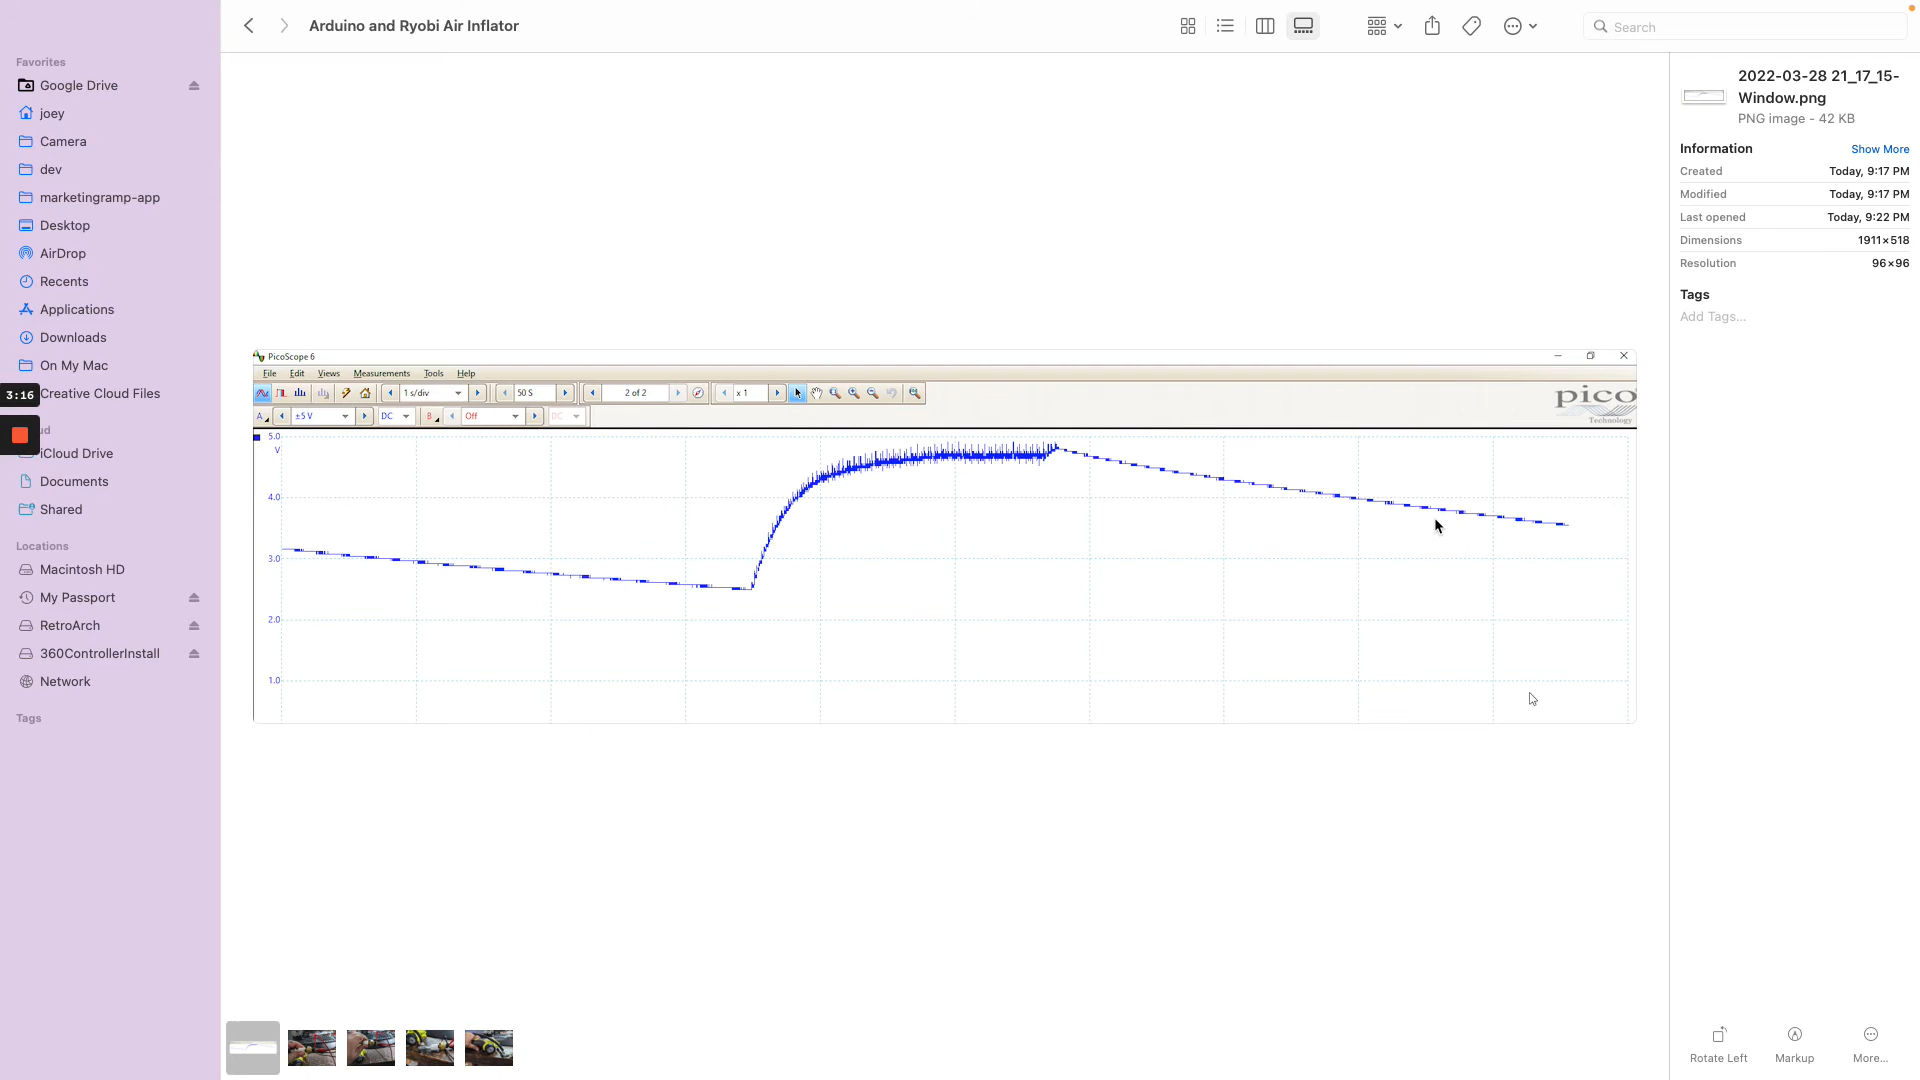 Arduino and Ryobi Air Inflator
Search
Favorites
Google Drive
joey
Camera
dev
marketingramp-app
Desktop
AirDrop
Recents
Applications
Downloads
On My Mac
3:16
Creative Cloud Files
ud
iCloud Drive
Documents
Shared
Locations
Macintosh HD
My Passport
RetroArch
360ControllerInstall
Network
Tags
PicoScope 6
File Edit Views Measurements Tools Help
1 s/div 50 S 2 of 2 x 1
A ±5 V DC B Off DC
pico
Technology
5.0
V
4.0
3.0
2.0
1.0
2022-03-28 21_17_15-
Window.png
PNG image - 42 KB
Information Show More
Created Today, 9:17 PM
Modified Today, 9:17 PM
Last opened Today, 9:22 PM
Dimensions 1911×518
Resolution 96×96
Tags
Add Tags...
Rotate Left Markup More...